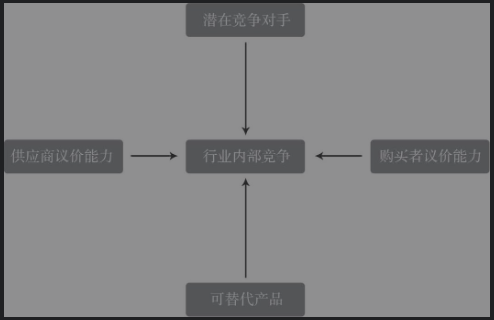 潜在竞争对手
供应商议价能力
行业内部竞争
购买者议价能力
可替代产品